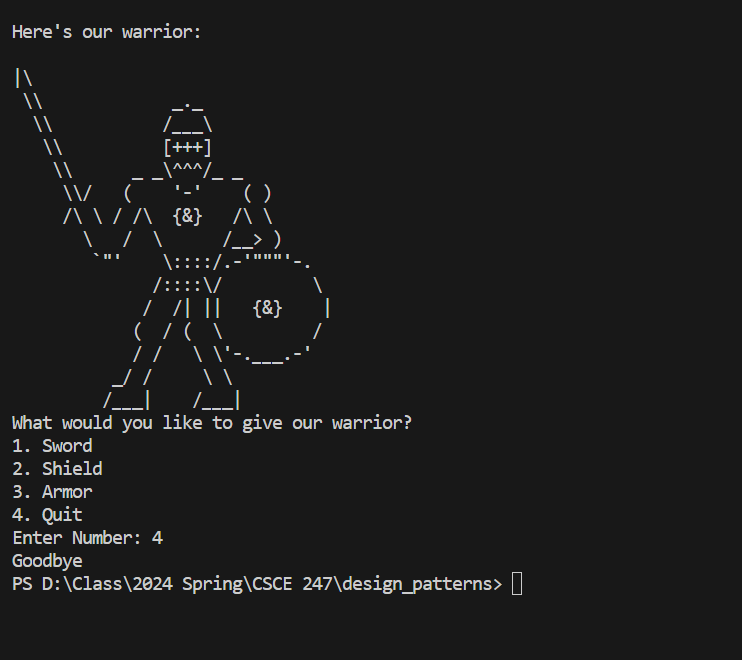 Here's our warrior:

|\
 \\             _._
  \\           /___\
   \\          [+++]
    \\      _ _\^^^/_ _
     \\/   (    '-'    ( )
     /\ \ / /\  {&}   /\ \
       \   /  \      /__> )
        `"'    \::::/.-'"""'-.
              /::::\/         \
             /  /| ||   {&}    |
            (  / (  \         /
            / /   \ \'-.___.-'
          _/ /     \ \
         /___|    /___|
What would you like to give our warrior?
1. Sword
2. Shield
3. Armor
4. Quit
Enter Number: 4
Goodbye
PS D:\Class\2024 Spring\CSCE 247\design_patterns>